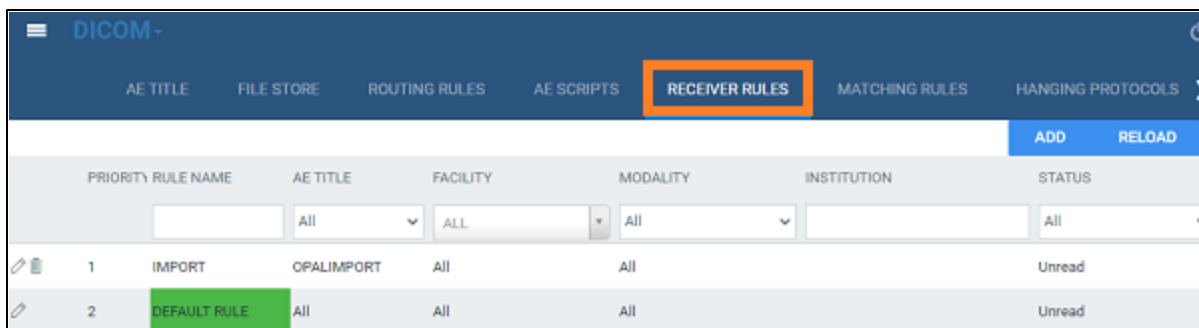 DICOM
AE TITLE FILE STORE ROUTING RULES AE SCRIPTS RECEIVER RULES MATCHING RULES HANGING PROTOCOLS
ADD RELOAD
PRIORITY RULE NAME AE TITLE FACILITY MODALITY INSTITUTION STATUS
All ALL All All
1 IMPORT OPALIMPORT All All Unread
2 DEFAULT RULE All All All Unread